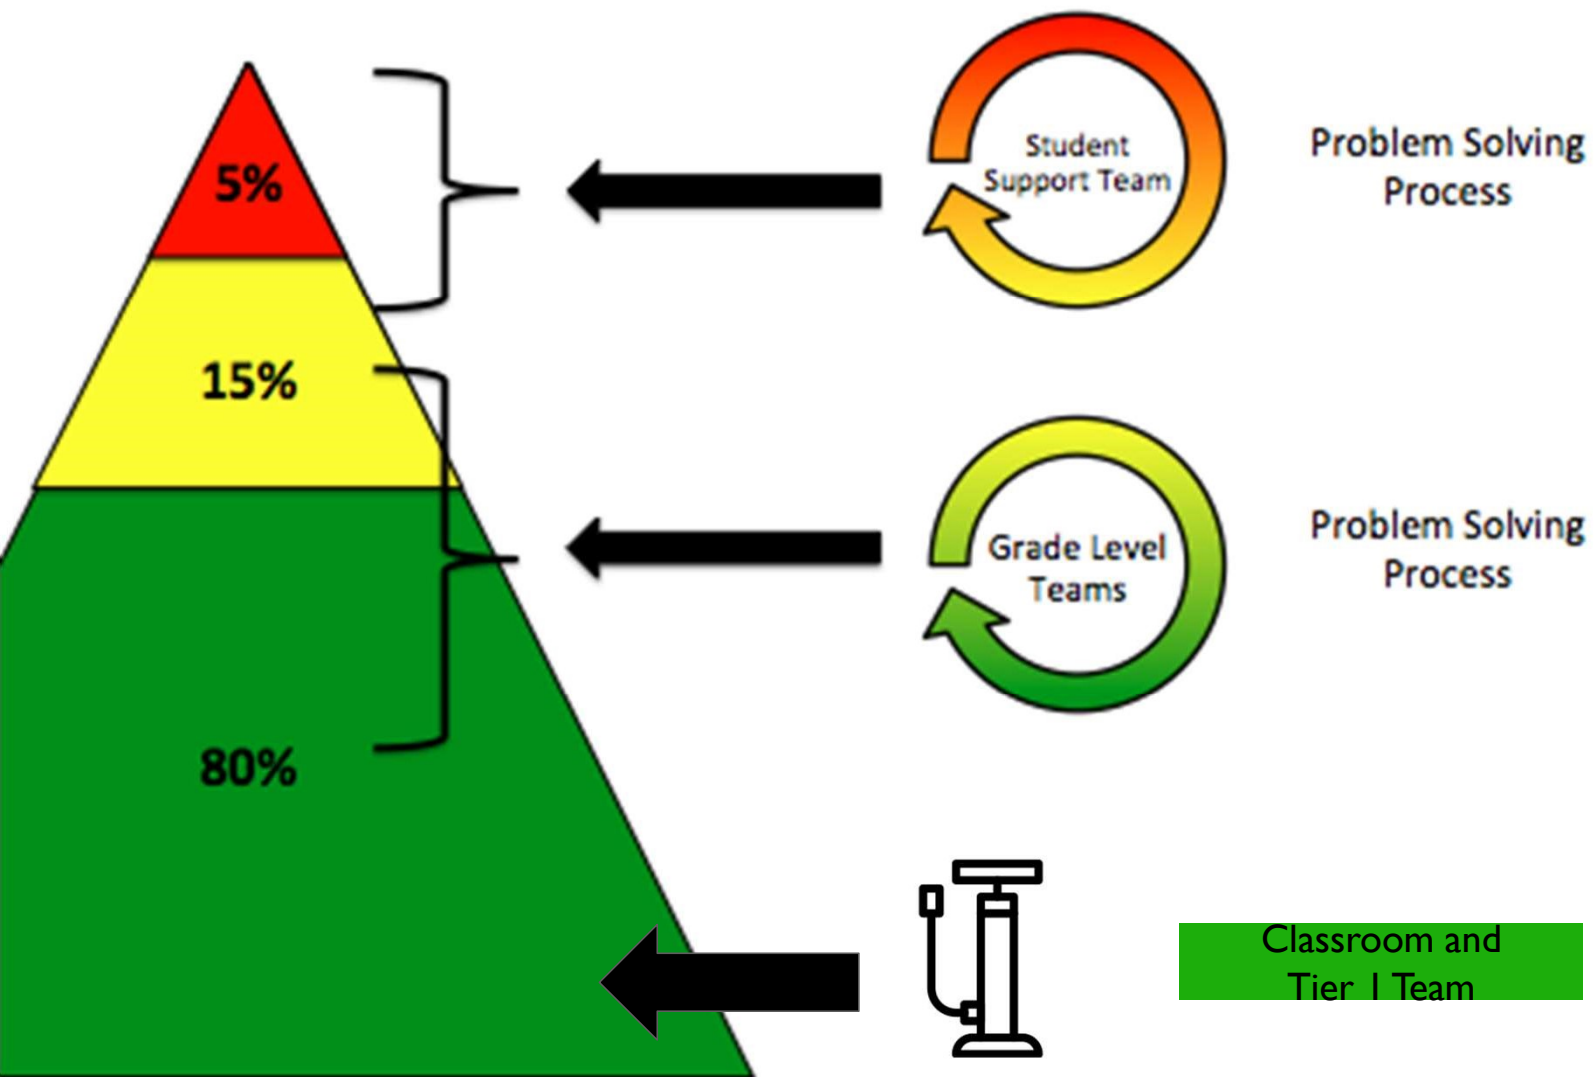 5%
Student
Support Team
Problem Solving
Process
15%
Grade Level
Teams
Problem Solving
Process
80%
Classroom and
Tier 1 Team